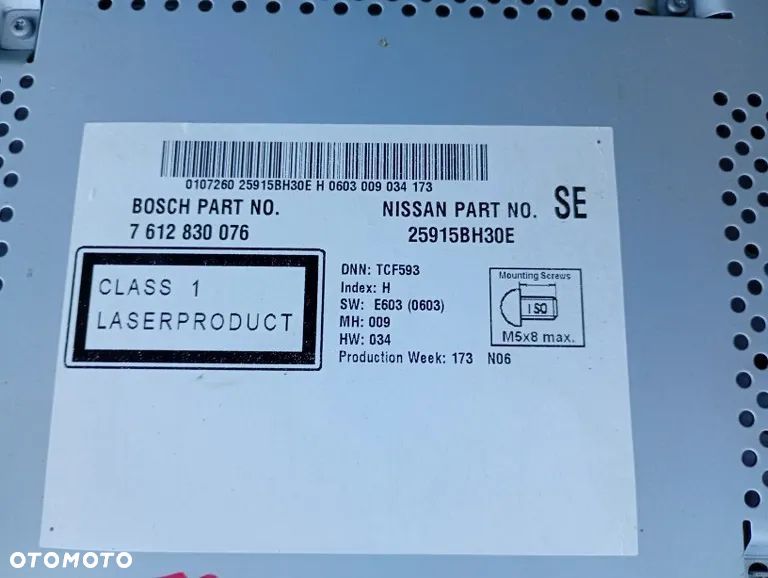 0107260 25915BH30E H 0603 009 034 173
BOSCH PART NO.
7 612 830 076
NISSAN PART NO.
25915BH30E
SE
CLASS 1
LASERPRODUCT
DNN: TCF593
Index: H
SW: E603 (0603)
MH: 009
HW: 034
Production Week: 173 N06
Mounting Screws
ISO
M5x8 max.
OTOMOTO